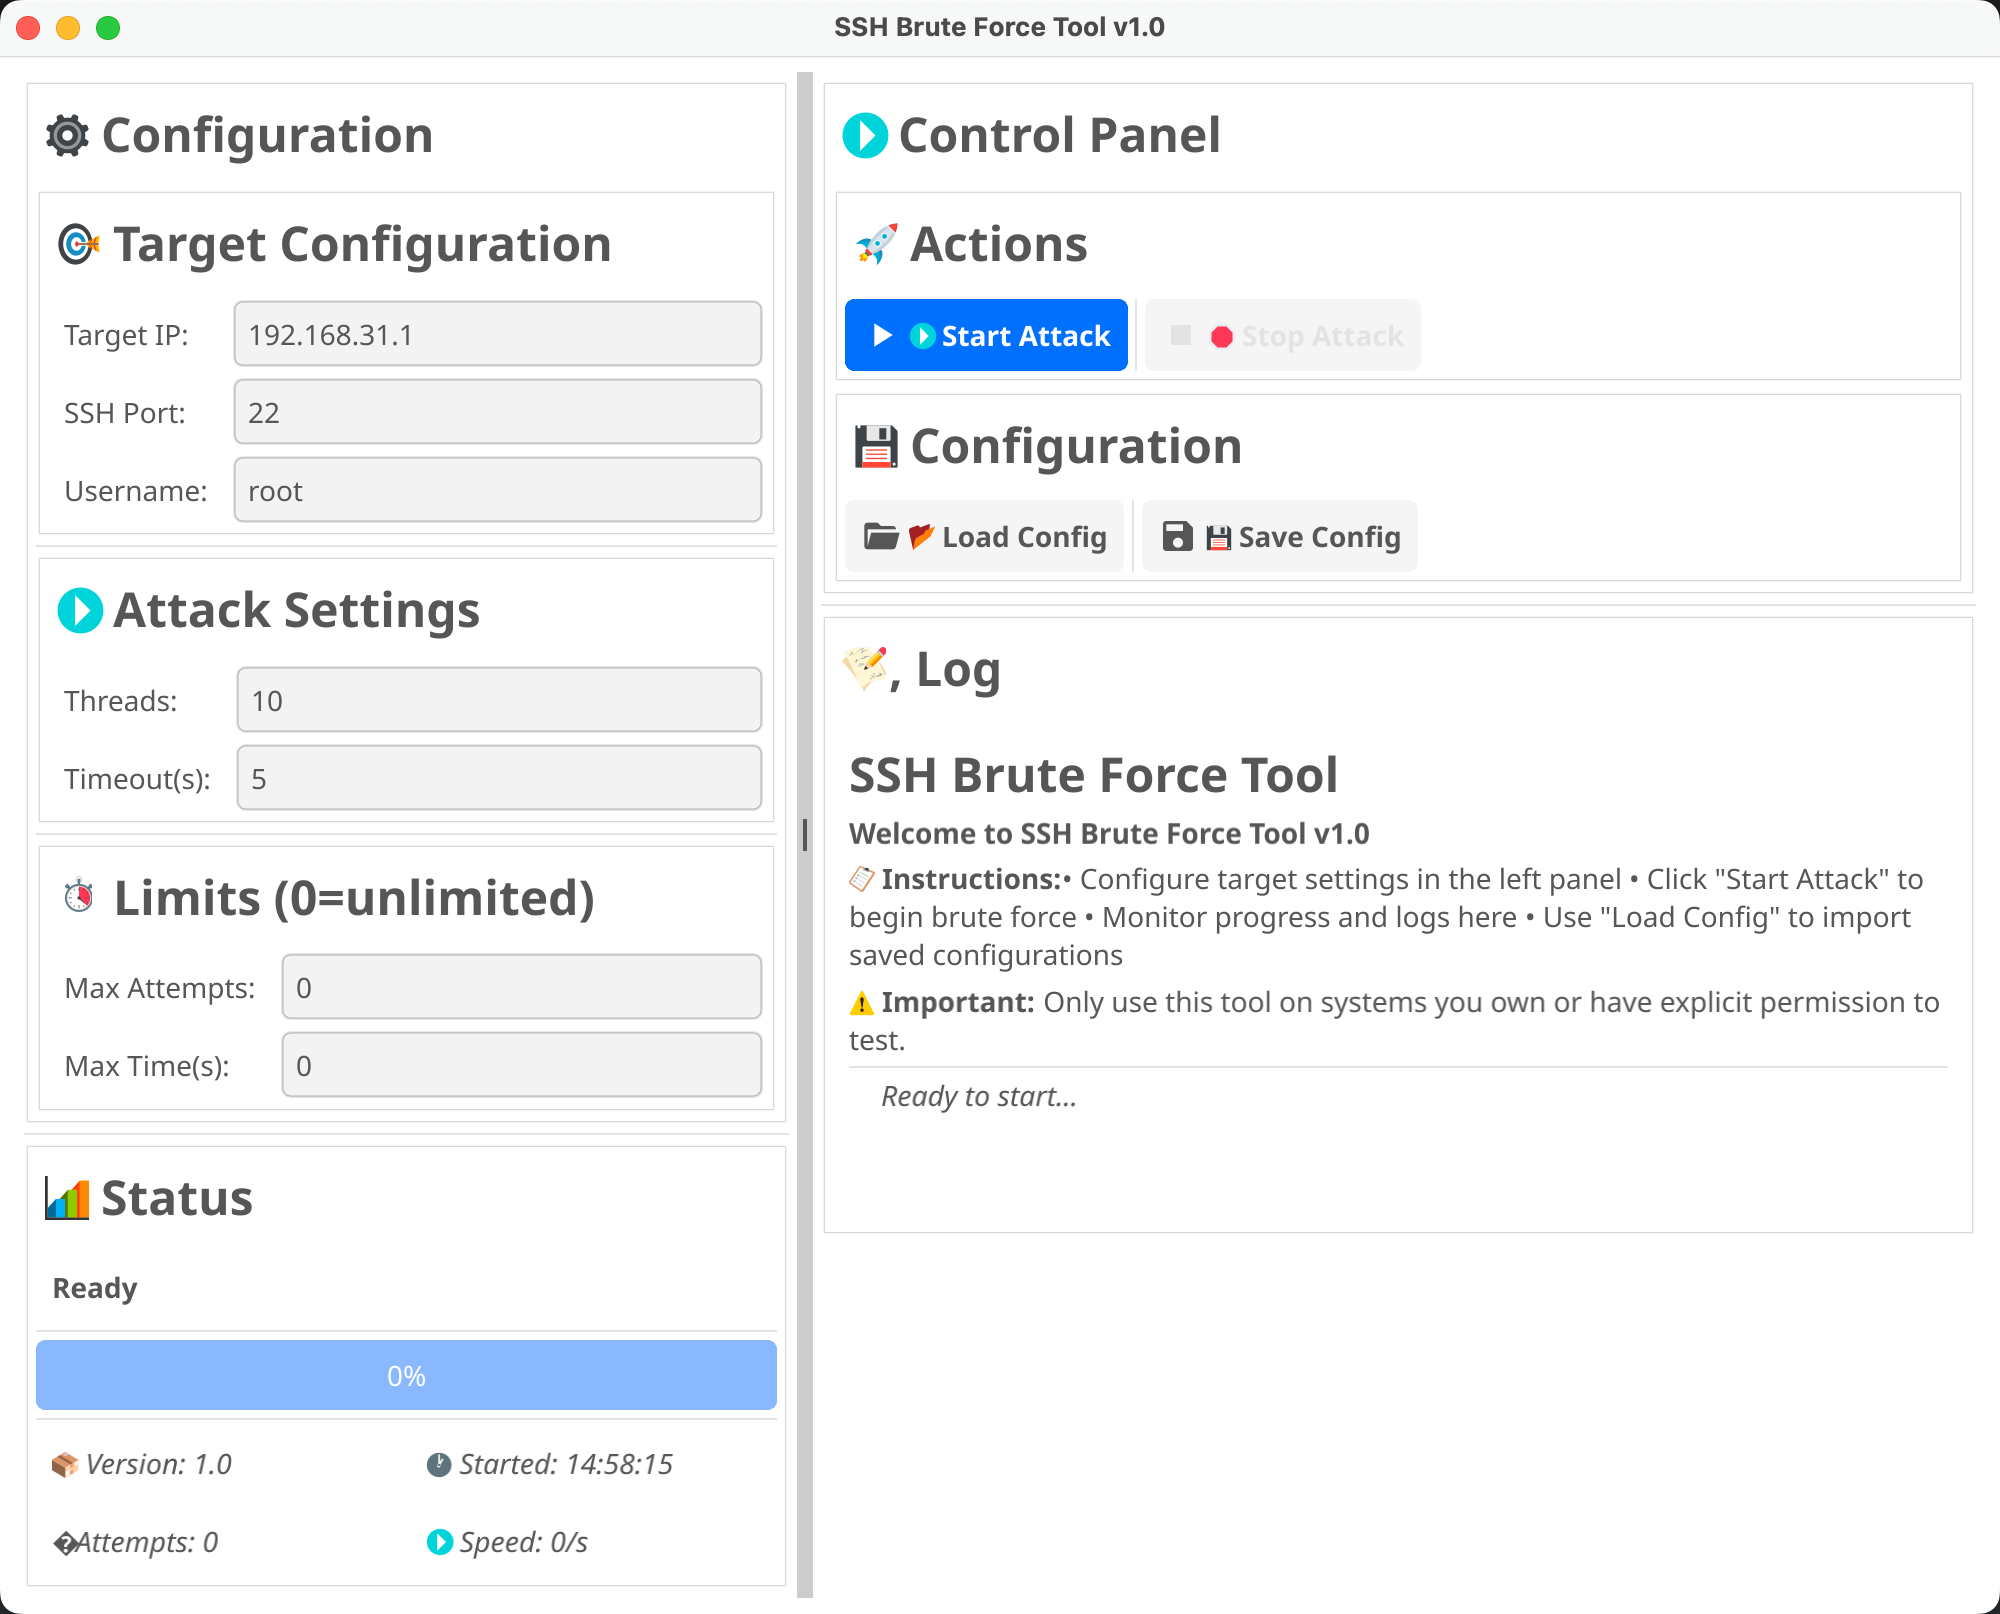 SSH Brute Force Tool v1.0
Configuration
Target Configuration
Target IP: 192.168.31.1
SSH Port: 22
Username: root
Attack Settings
Threads: 10
Timeout(s): 5
Limits (0=unlimited)
Max Attempts: 0
Max Time(s): 0
Status
Ready
0%
Version: 1.0
Started: 14:58:15
�Attempts: 0
Speed: 0/s
Control Panel
Actions
Start Attack
Stop Attack
Configuration
Load Config
Save Config
, Log
SSH Brute Force Tool
Welcome to SSH Brute Force Tool v1.0
Instructions:• Configure target settings in the left panel • Click "Start Attack" to
begin brute force • Monitor progress and logs here • Use "Load Config" to import
saved configurations
Important: Only use this tool on systems you own or have explicit permission to
test.
Ready to start...